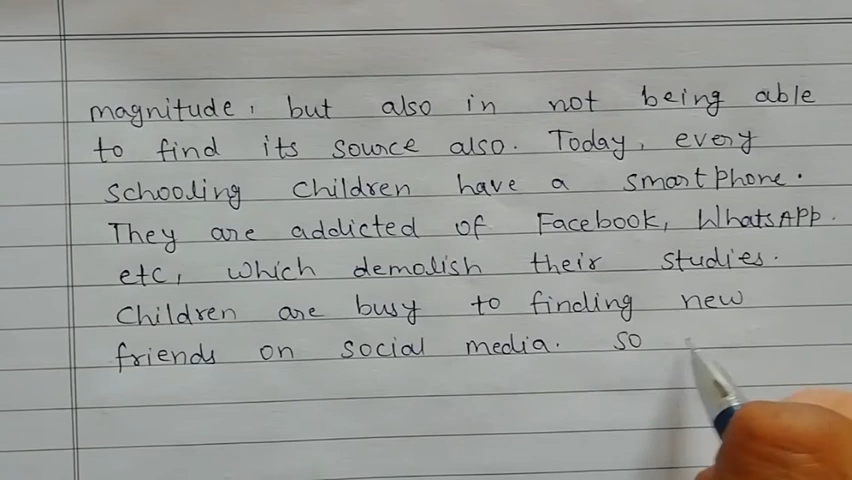 magnitude, but also in not being able
to find its source also. Today, every
schooling children have a smartphone.
They are addicted of Facebook, WhatsApp.
etc, which demolish their studies.
Children are busy to finding new
friends on social media. so